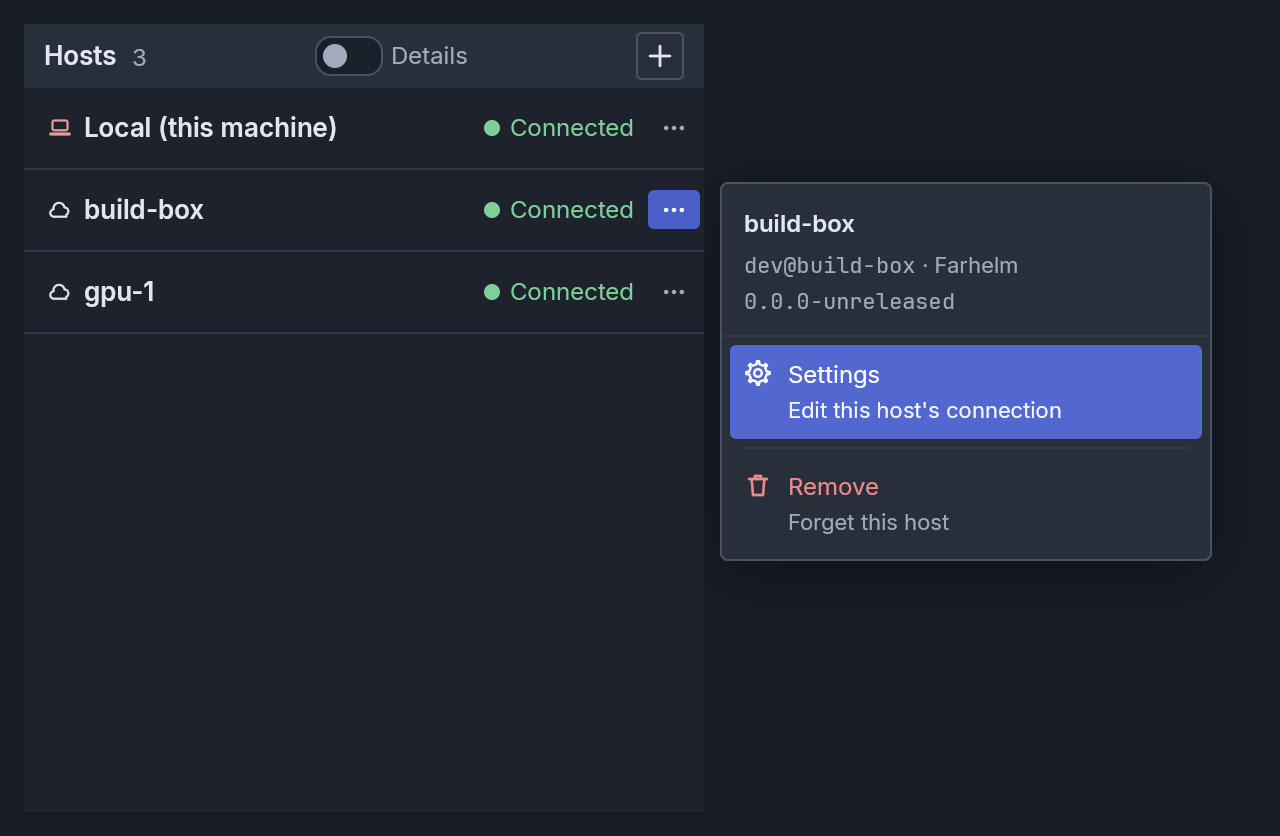 Hosts 3 Details
Local (this machine) Connected
build-box Connected
gpu-1 Connected
build-box
dev@build-box · Farhelm
0.0.0-unreleased
Settings
Edit this host's connection
Remove
Forget this host